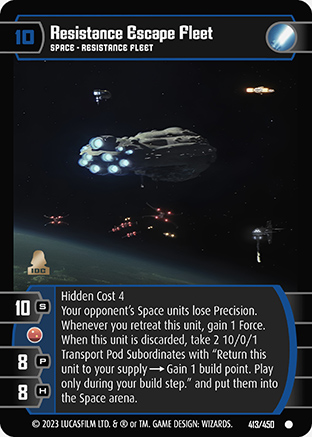 10 Resistance Escape Fleet
SPACE - RESISTANCE FLEET
10 S
8 P
8 H
Hidden Cost 4
Your opponent's Space units lose Precision.
Whenever you retreat this unit, gain 1 Force.
When this unit is discarded, take 2 10/0/1
Transport Pod Subordinates with "Return this
unit to your supply → Gain 1 build point. Play
only during your build step." and put them into
the Space arena.
© 2023 LUCASFILM LTD. & ® or TM. GAME DESIGN: WIZARDS. 413/450